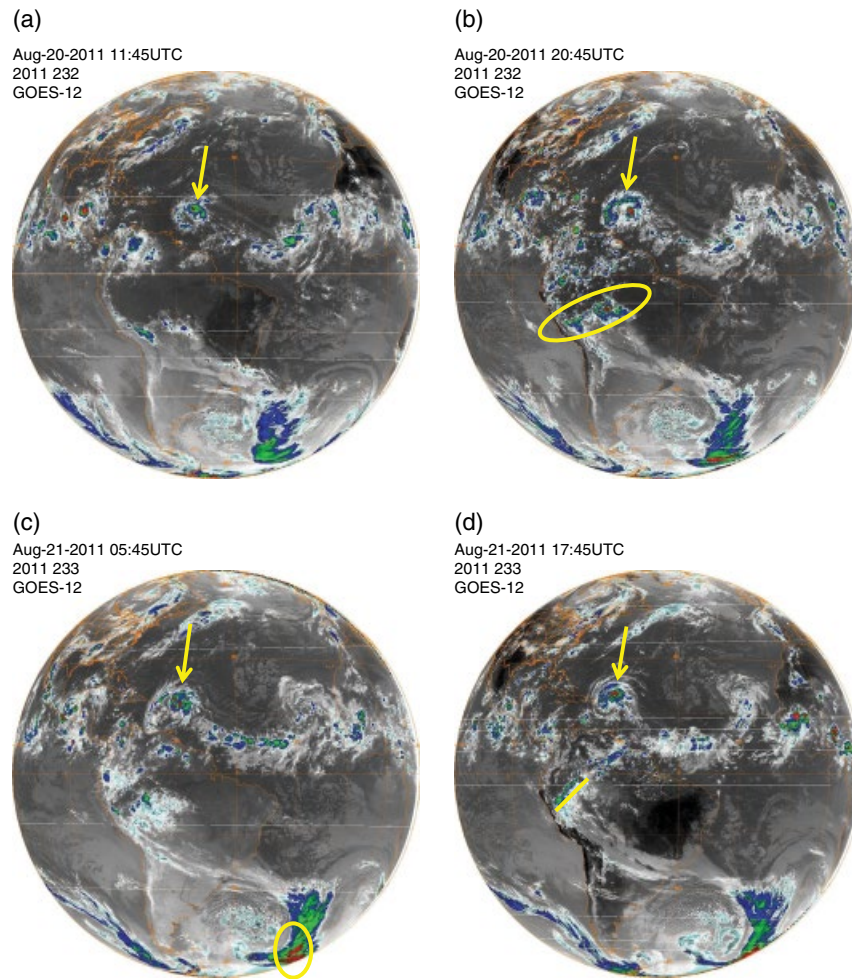 (a)
Aug-20-2011 11:45UTC
2011 232
GOES-12
(b)
Aug-20-2011 20:45UTC
2011 232
GOES-12
(c)
Aug-21-2011 05:45UTC
2011 233
GOES-12
(d)
Aug-21-2011 17:45UTC
2011 233
GOES-12